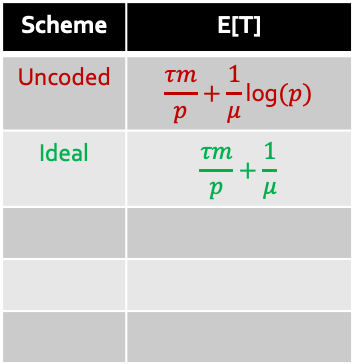 Scheme E[T]
Uncoded τm/p + 1/μ log(p)
Ideal τm/p + 1/μ